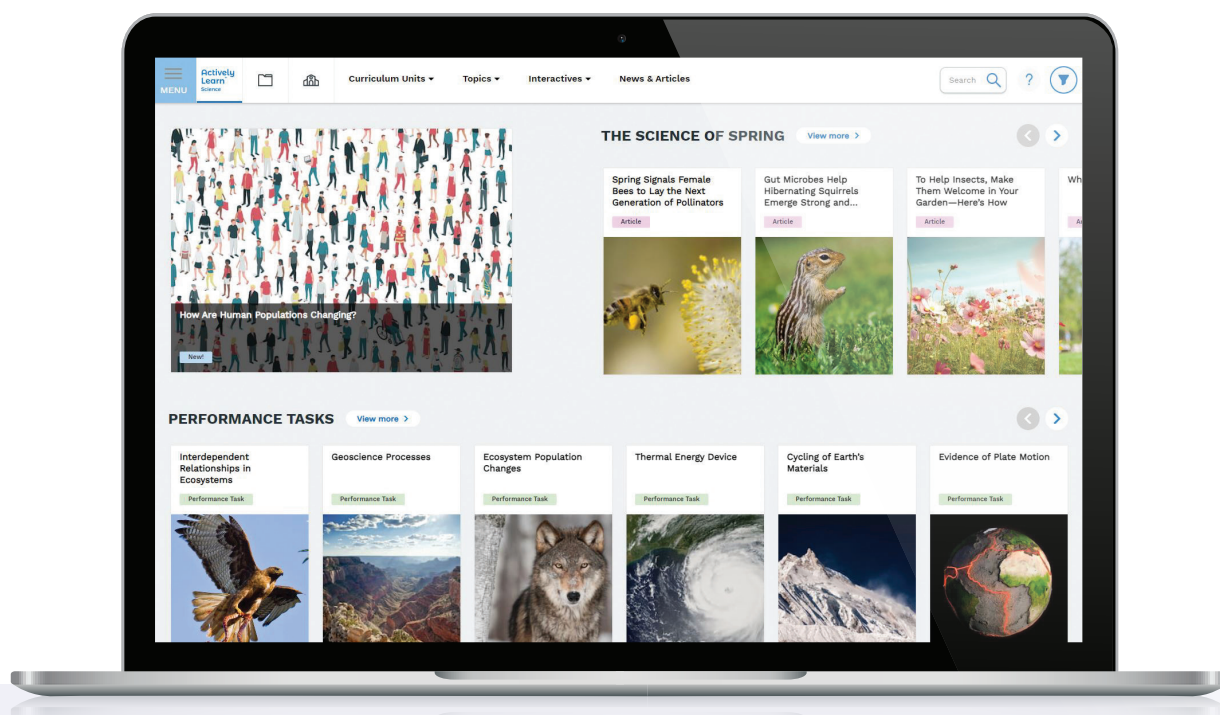 MENU
Actively
Learn
Science
Curriculum Units
Topics
Interactives
News & Articles
Search
?
How Are Human Populations Changing?
New!
THE SCIENCE OF SPRING
View more >
Spring Signals Female
Bees to Lay the Next
Generation of Pollinators
Article
Gut Microbes Help
Hibernating Squirrels
Emerge Strong and...
Article
To Help Insects, Make
Them Welcome in Your
Garden—Here's How
Article
Wh
A
PERFORMANCE TASKS
View more >
Interdependent
Relationships in
Ecosystems
Performance Task
Geoscience Processes
Performance Task
Ecosystem Population
Changes
Performance Task
Thermal Energy Device
Performance Task
Cycling of Earth's
Materials
Performance Task
Evidence of Plate Motion
Performance Task